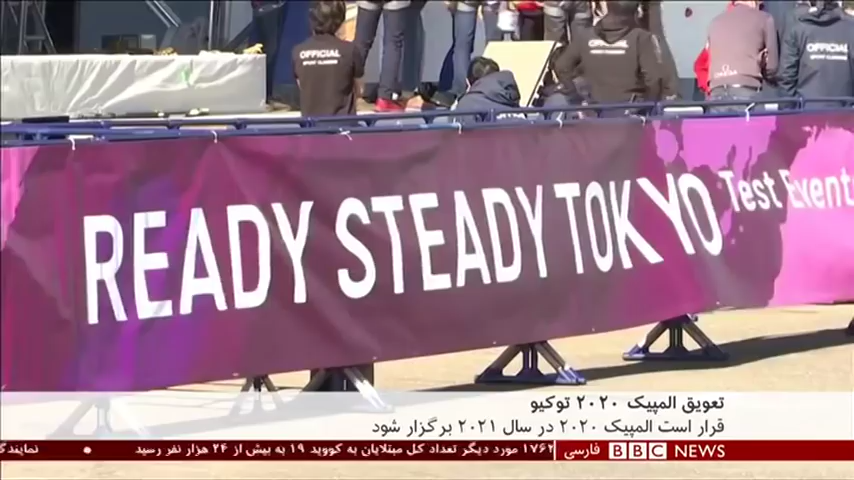 OFFICIAL
OFFICIAL
OFFICIAL
READY STEADY TOKYO Test Event
تعویق المپیک ۲۰۲۰ توکیو
قرار است المپیک ۲۰۲۰ در سال ۲۰۲۱ برگزار شود
BBC NEWS فارسی
۱۷۶۲ مورد دیگر تعداد کل مبتلایان به کووید ۱۹ به بیش از ۲۴ هزار نفر رسید • نمایندگا